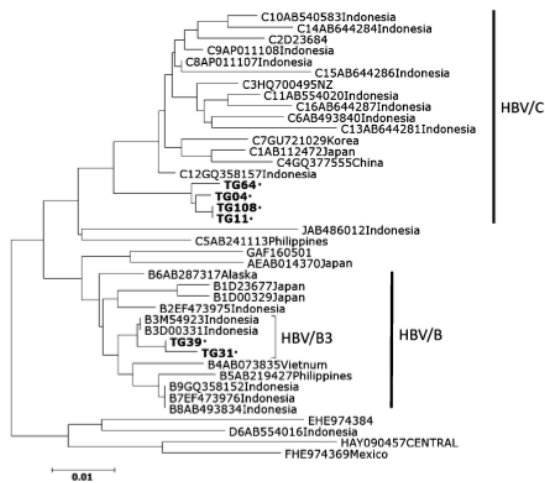 C10AB540583Indonesia
C14AB644284Indonesia
C2D23684
C9AP011108Indonesia
C8AP011107Indonesia
C15AB644286Indonesia
C3HQ700495NZ
C11AB554020Indonesia
C16AB644287Indonesia
C6AB493840Indonesia
C13AB644281Indonesia
HBV/C
C7GU721029Korea
C1AB112472Japan
C4GQ377555China
C12GQ358157Indonesia
TG64•
TG04•
TG108•
TG11•
JAB486012Indonesia
C5AB241113Philippines
GAF160501
AEAB014370Japan
B6AB287317Alaska
B1D23677Japan
B1D00329Japan
B2EF473975Indonesia
B3M54923Indonesia
B3D00331Indonesia
TG39•
TG31•
HBV/B3
HBV/B
B4AB073835Vietnum
B5AB219427Philippines
B9GQ358152Indonesia
B7EF473976Indonesia
B8AB493834Indonesia
EHE974384
D6AB554016Indonesia
HAY090457CENTRAL
FHE974369Mexico
0.01